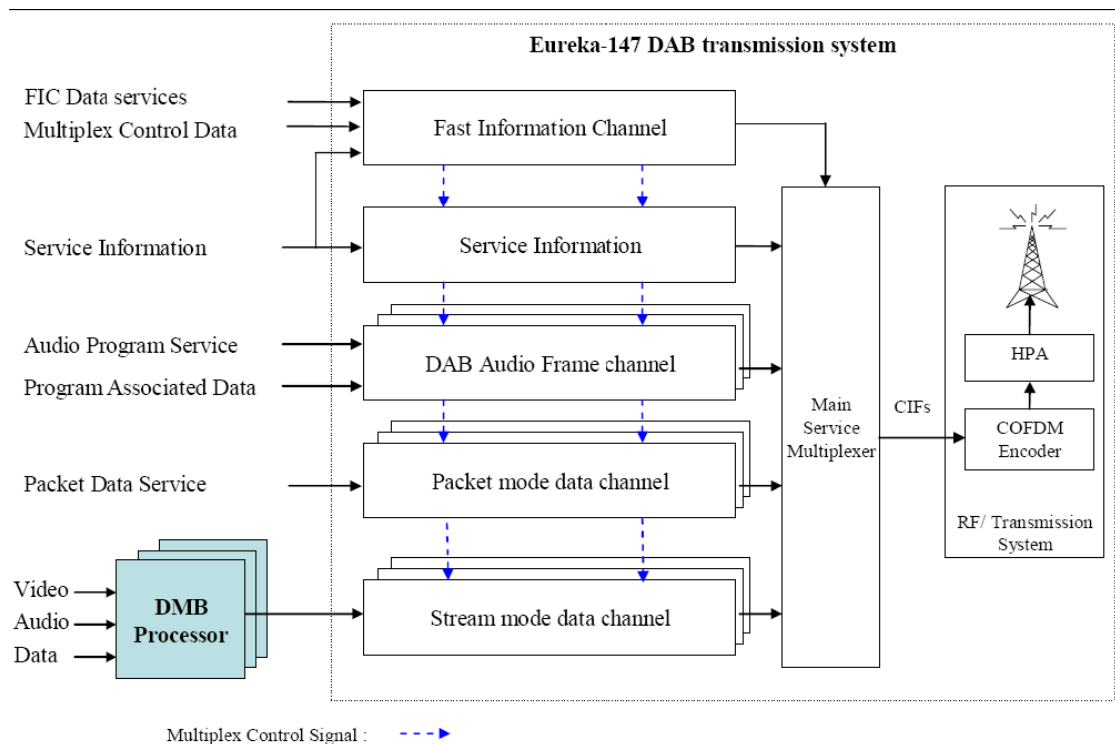 Eureka-147 DAB transmission system
FIC Data services
Multiplex Control Data
Fast Information Channel
Service Information
Service Information
Audio Program Service
Program Associated Data
DAB Audio Frame channel
Packet Data Service
Packet mode data channel
Video
Audio
Data
DMB
Processor
Stream mode data channel
Main
Service
Multiplexer
CIFs
HPA
COFDM
Encoder
RF/ Transmission
System
Multiplex Control Signal :